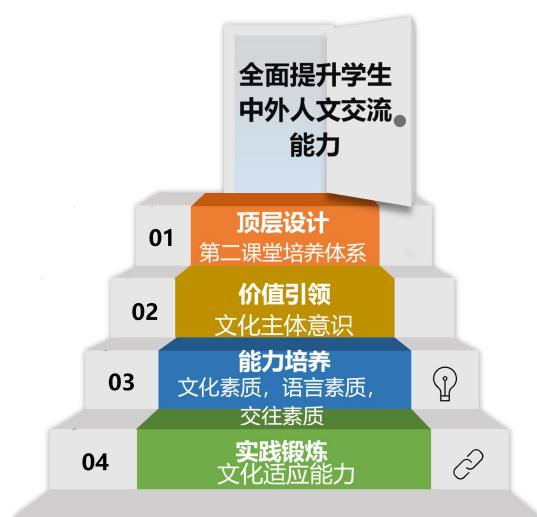 全面提升学生
中外人文交流
能力
01
顶层设计
第二课堂培养体系
02
价值引领
文化主体意识
03
能力培养
文化素质，语言素质，
交往素质
04
实践锻炼
文化适应能力